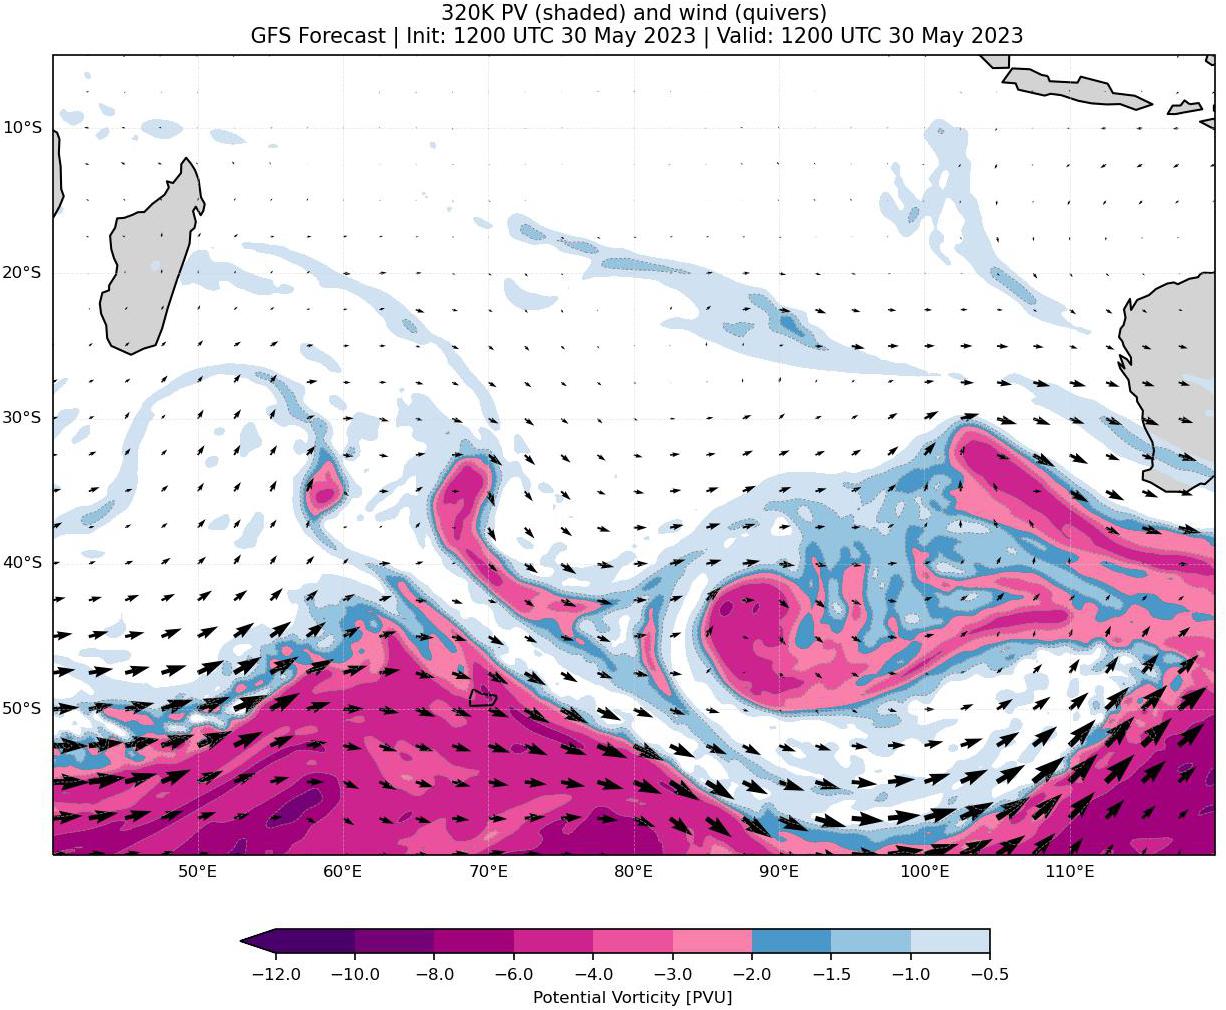 320K PV (shaded) and wind (quivers)
GFS Forecast | Init: 1200 UTC 30 May 2023 | Valid: 1200 UTC 30 May 2023
10°S
20°S
30°S
40°S
50°S
50°E 60°E 70°E 80°E 90°E 100°E 110°E
−12.0 −10.0 −8.0 −6.0 −4.0 −3.0 −2.0 −1.5 −1.0 −0.5
Potential Vorticity [PVU]